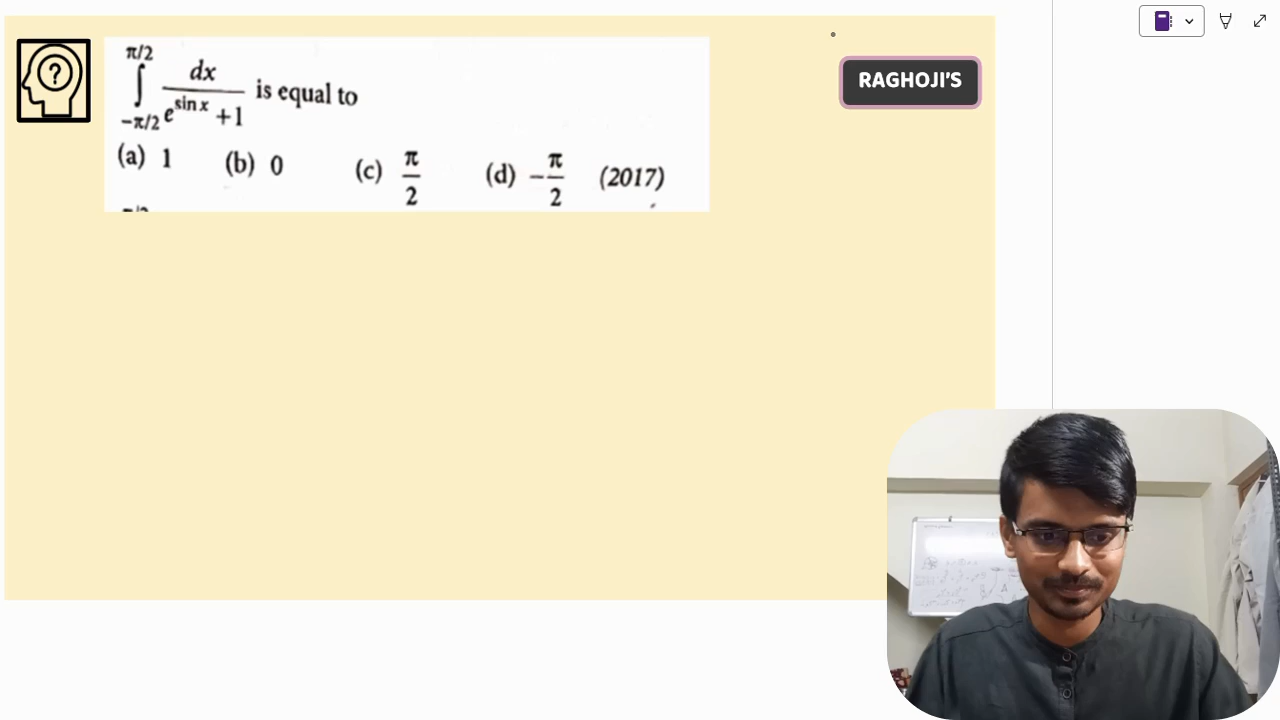 ∫_{-π/2}^{π/2} dx / (e^{sin x} + 1) is equal to
(a) 1 (b) 0 (c) π/2 (d) -π/2 (2017)
RAGHOJI'S
?